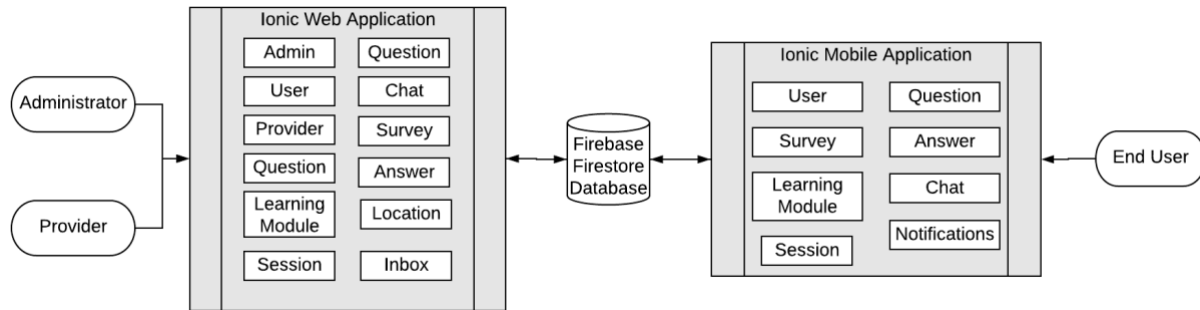 Administrator
Provider
Ionic Web Application
Admin
Question
User
Chat
Provider
Survey
Question
Answer
Learning
Module
Location
Session
Inbox
Firebase
Firestore
Database
Ionic Mobile Application
User
Question
Survey
Answer
Learning
Module
Chat
Session
Notifications
End User